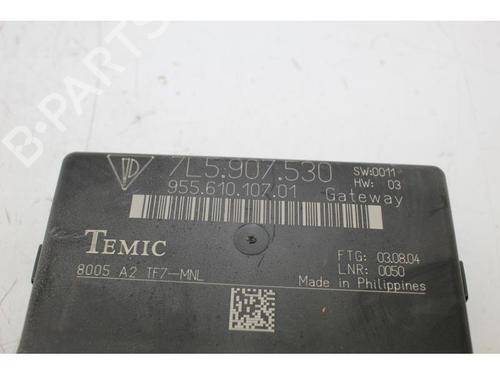 7L5.907.530
SW:0011
955.610.107.01
HW: 03
Gateway
TEMIC
FTG: 03.08.04
8005 A2 TF7-MNL
LNR: 0050
Made in Philippines
B-Parts